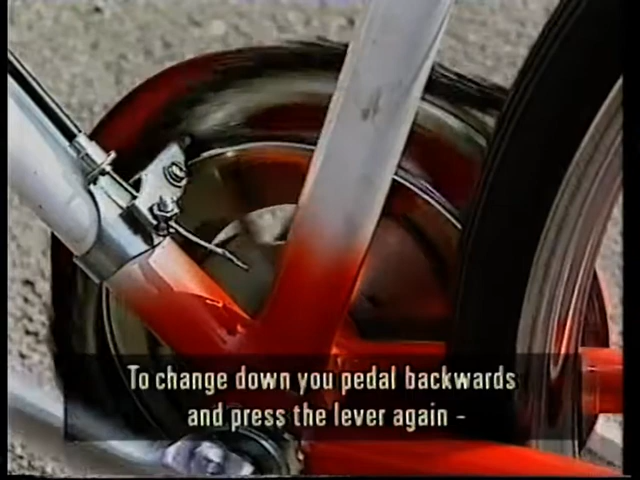 To change down you pedal backwards
and press the lever again -